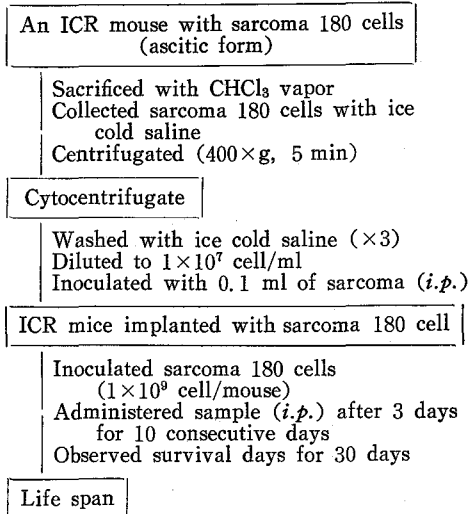 An ICR mouse with sarcoma 180 cells
(ascitic form)
Sacrificed with CHCl₃ vapor
Collected sarcoma 180 cells with ice
cold saline
Centrifugated (400×g, 5 min)
Cytocentrifugate
Washed with ice cold saline (×3)
Diluted to 1×10⁷ cell/ml
Inoculated with 0.1 ml of sarcoma (i.p.)
ICR mice implanted with sarcoma 180 cell
Inoculated sarcoma 180 cells
(1×10⁹ cell/mouse)
Administered sample (i.p.) after 3 days
for 10 consecutive days
Observed survival days for 30 days
Life span